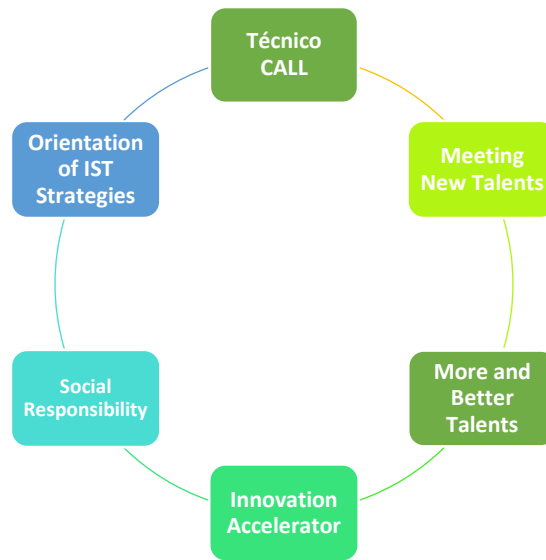 Técnico
CALL
Meeting
New Talents
More and
Better
Talents
Innovation
Accelerator
Social
Responsibility
Orientation
of IST
Strategies